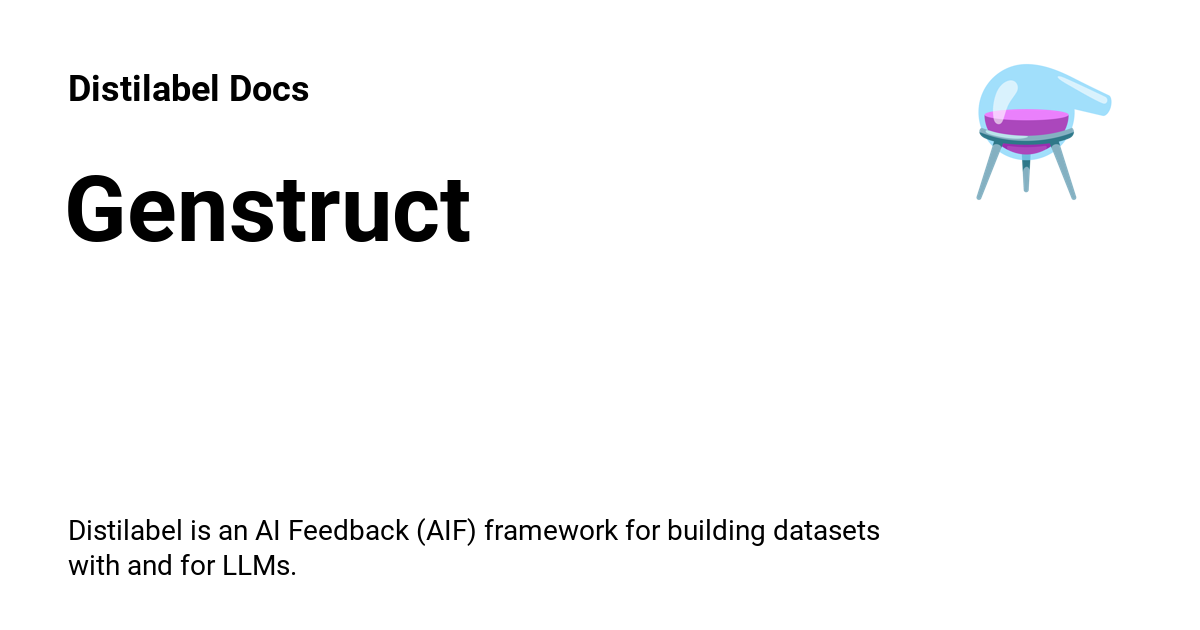 Distilabel Docs
Genstruct
Distilabel is an AI Feedback (AIF) framework for building datasets
with and for LLMs.